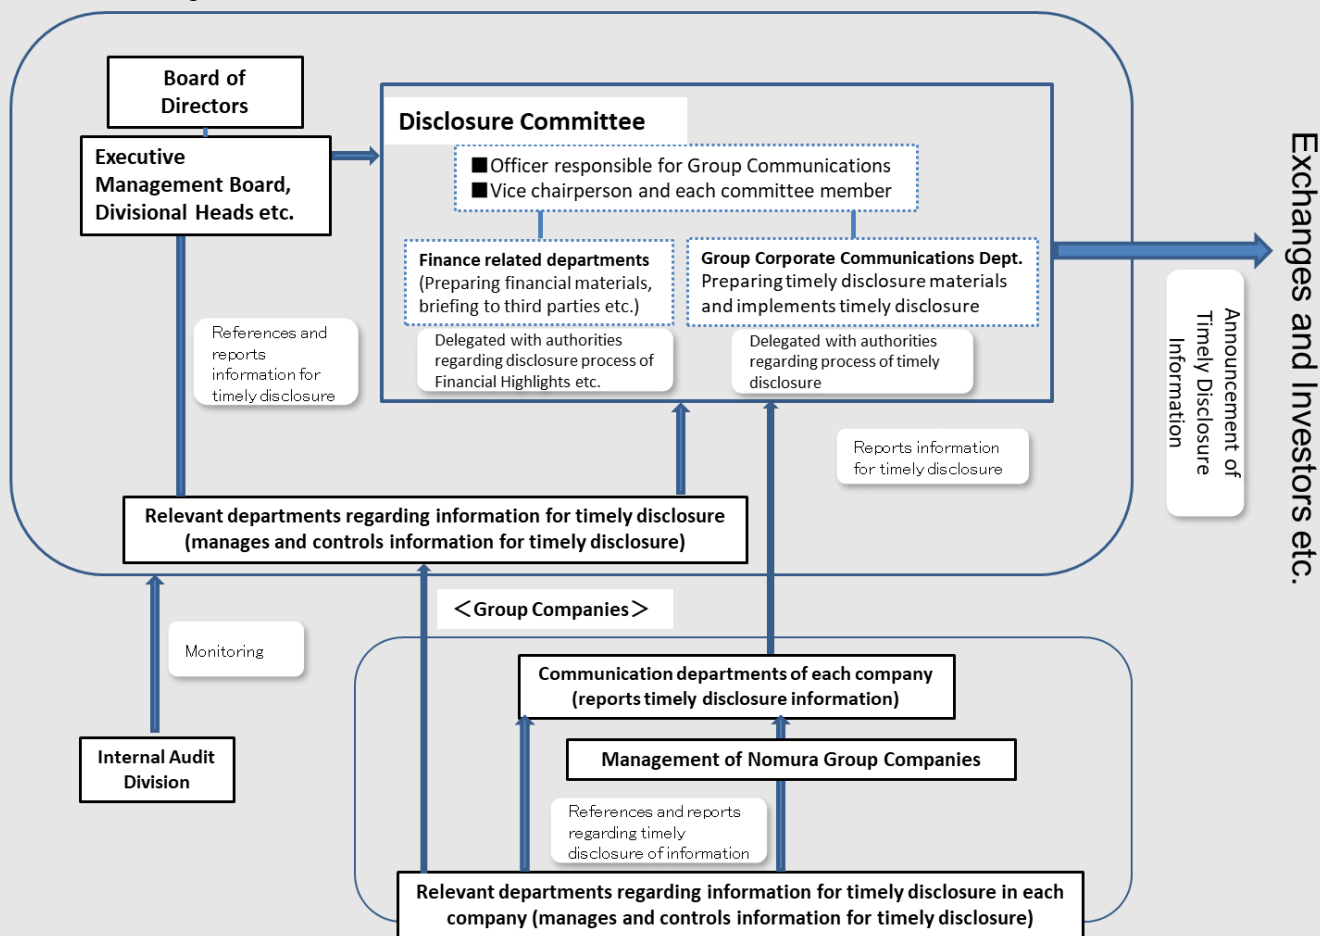 Board of
Directors
Executive
Management Board,
Divisional Heads etc.
Disclosure Committee
■Officer responsible for Group Communications
■Vice chairperson and each committee member
Finance related departments
(Preparing financial materials,
briefing to third parties etc.)
Group Corporate Communications Dept.
Preparing timely disclosure materials
and implements timely disclosure
Delegated with authorities
regarding disclosure process of
Financial Highlights etc.
Delegated with authorities
regarding process of timely
disclosure
References and
reports
information for
timely disclosure
Reports information
for timely disclosure
Announcement of
Timely Disclosure
Information
Exchanges and Investors etc.
Relevant departments regarding information for timely disclosure
(manages and controls information for timely disclosure)
<Group Companies>
Monitoring
Internal Audit
Division
Communication departments of each company
(reports timely disclosure information)
Management of Nomura Group Companies
References and reports
regarding timely
disclosure of information
Relevant departments regarding information for timely disclosure in each
company (manages and controls information for timely disclosure)